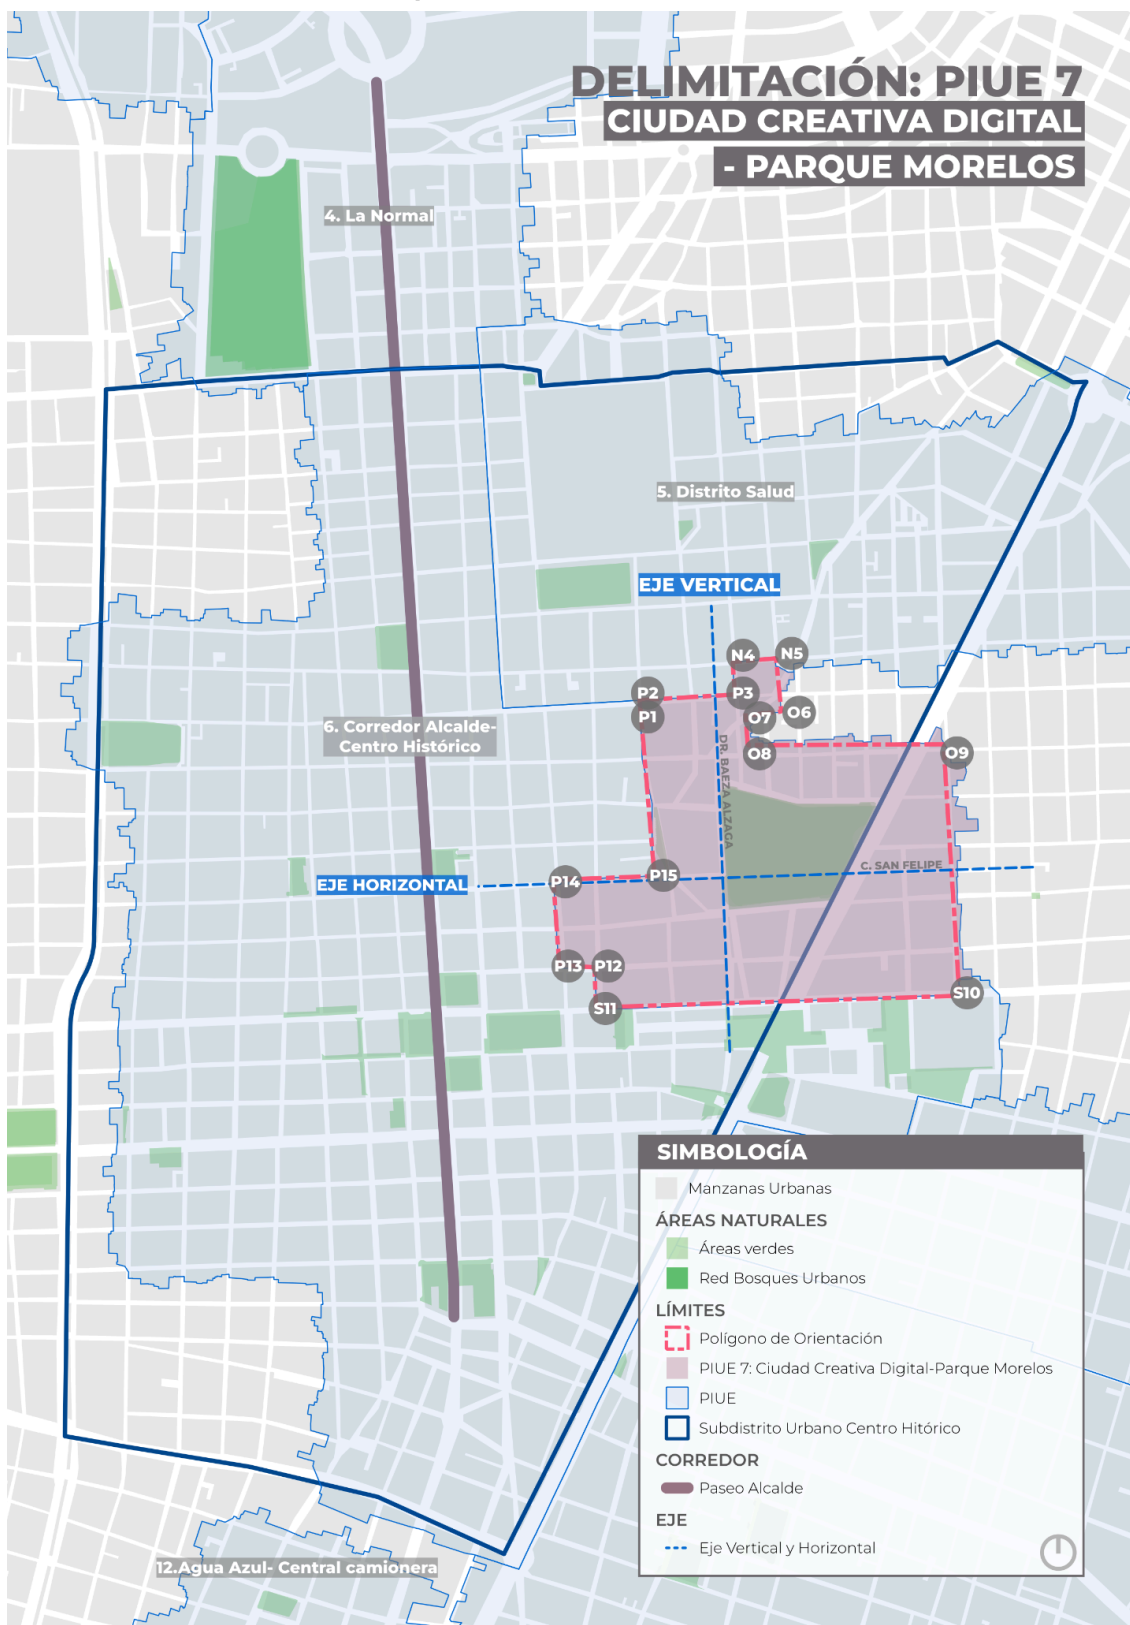 DELIMITACIÓN: PIUE 7
CIUDAD CREATIVA DIGITAL
- PARQUE MORELOS
4. La Normal
5. Distrito Salud
EJE VERTICAL
N4
N5
P2
P3
P1
O7
O6
O8
O9
6. Corredor Alcalde-
Centro Histórico
DR. BAEZA ALZAGA
C. SAN FELIPE
EJE HORIZONTAL
P14
P15
P13
P12
S11
S10
SIMBOLOGÍA
Manzanas Urbanas
ÁREAS NATURALES
Áreas verdes
Red Bosques Urbanos
LÍMITES
Polígono de Orientación
PIUE 7: Ciudad Creativa Digital-Parque Morelos
PIUE
Subdistrito Urbano Centro Hitórico
CORREDOR
Paseo Alcalde
EJE
Eje Vertical y Horizontal
12.Agua Azul- Central camionera